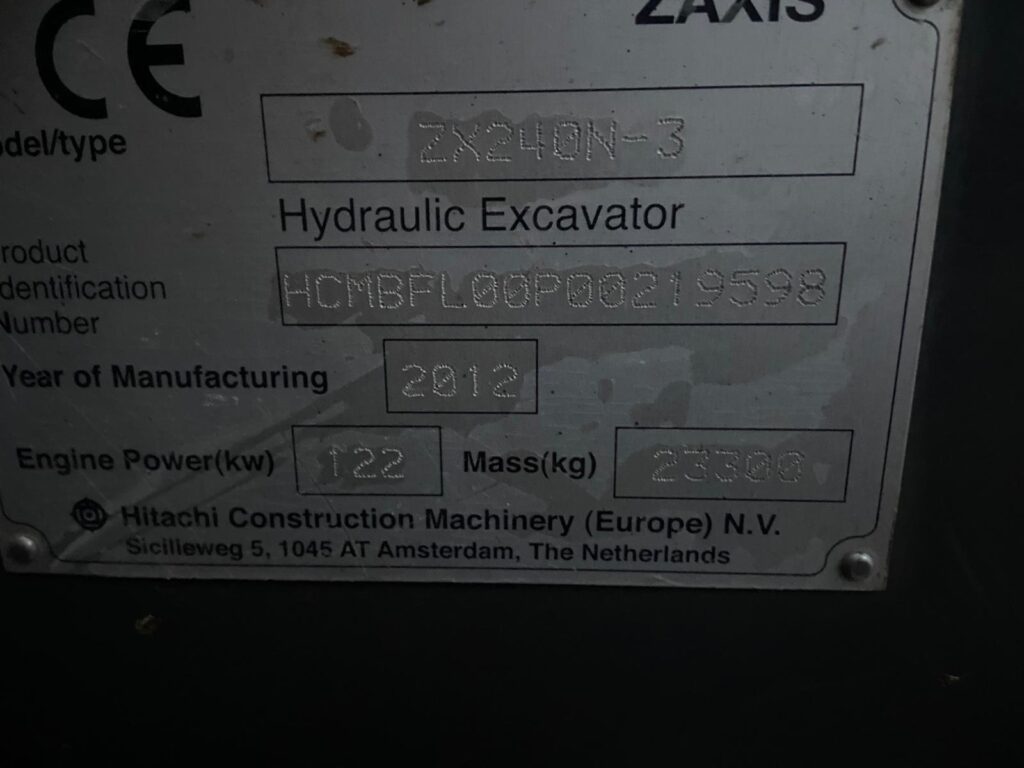 ZAXIS
CE
odel/type ZX240N-3
Hydraulic Excavator
roduct
dentification
Number HCMBFL00P00219598
Year of Manufacturing 2012
Engine Power(kw) 122 Mass(kg) 23300
Hitachi Construction Machinery (Europe) N.V.
Sicilieweg 5, 1045 AT Amsterdam, The Netherlands